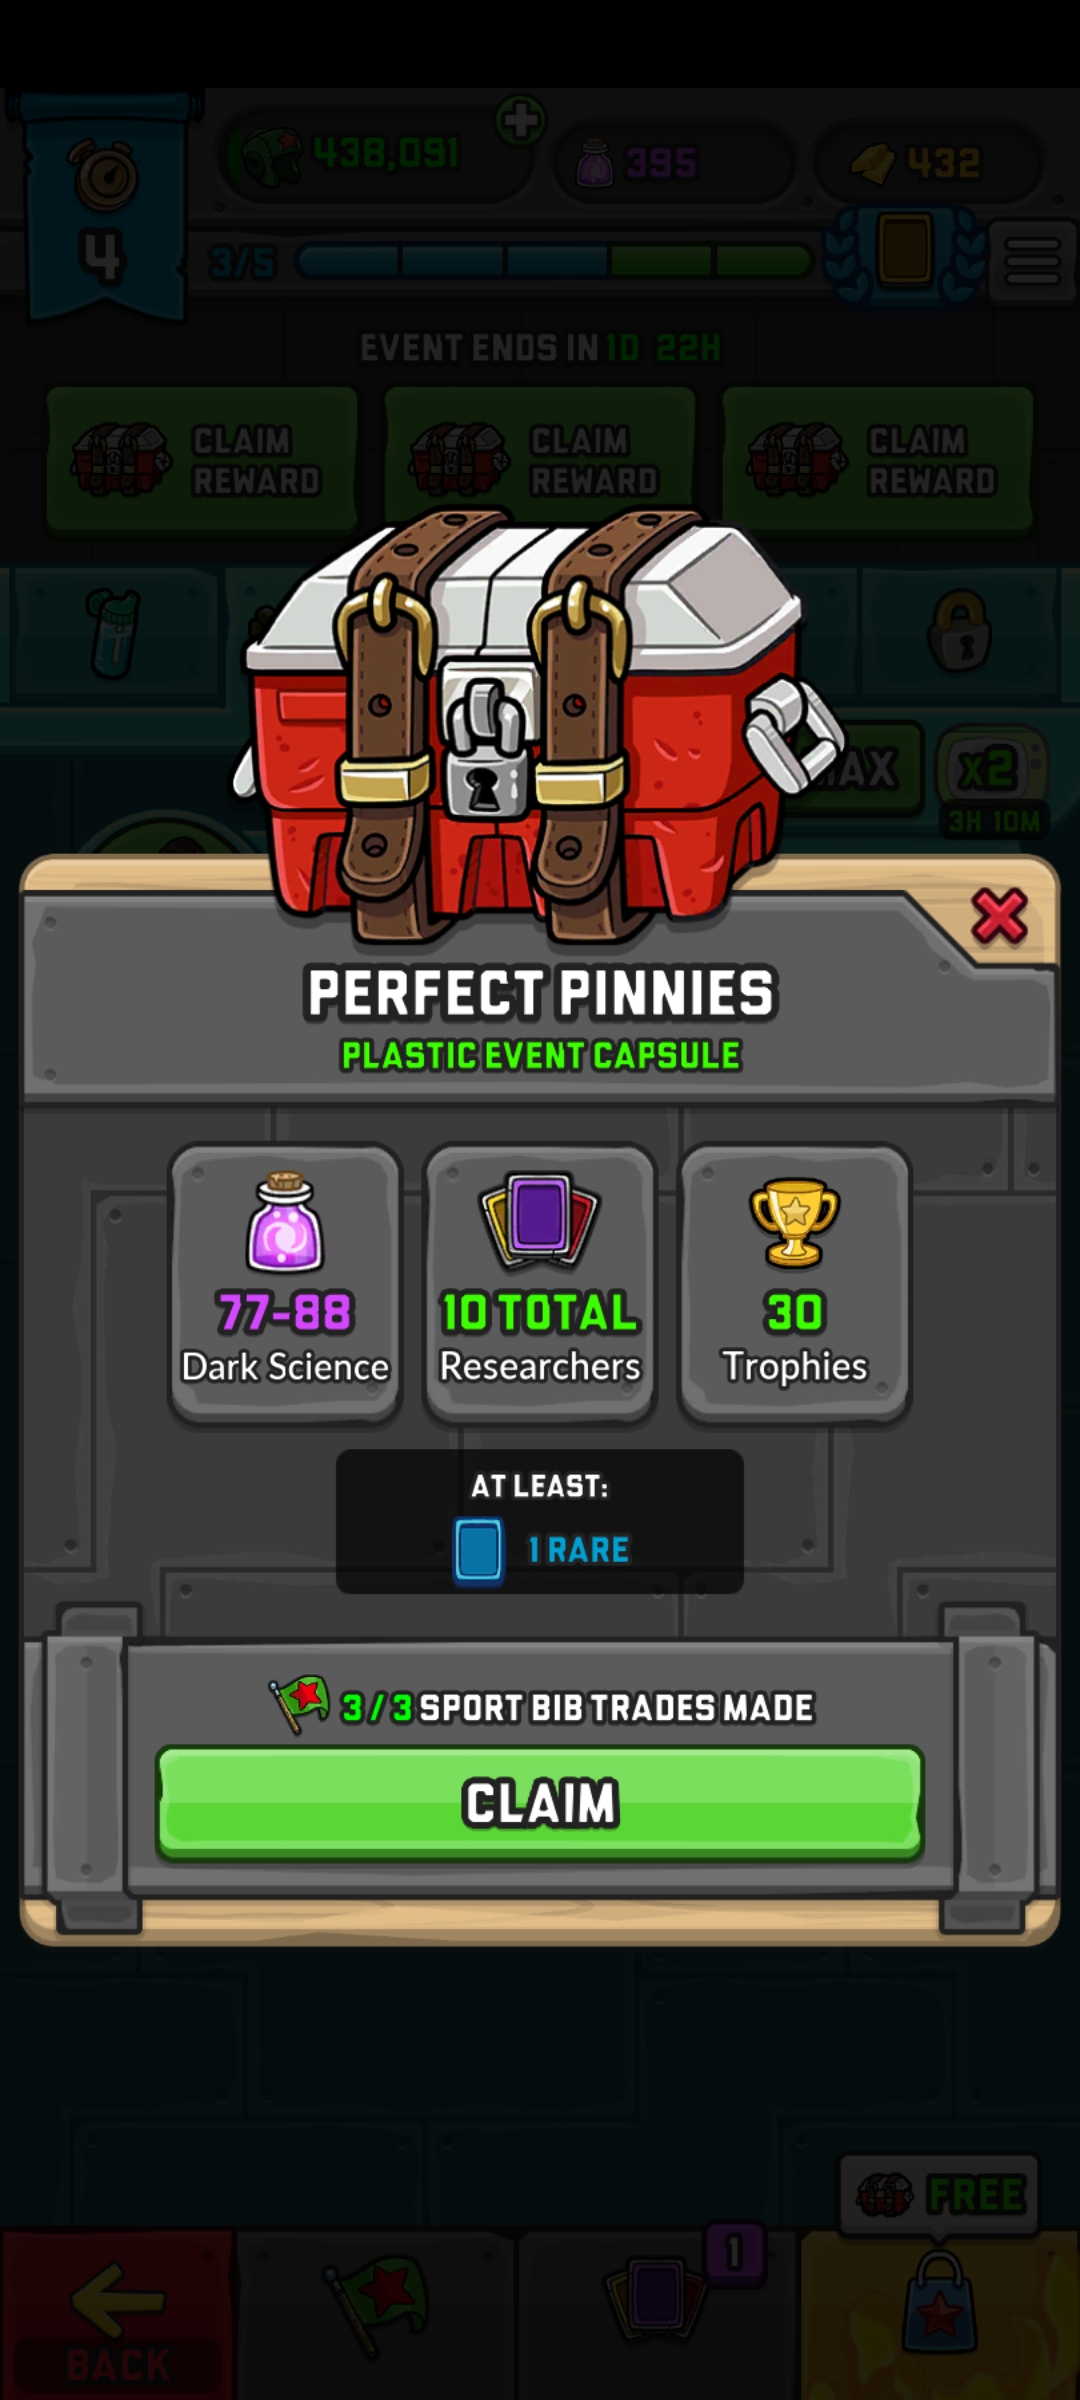 438,091
395
432
4
3/5
EVENT ENDS IN 1D 22H
CLAIM REWARD
CLAIM REWARD
CLAIM REWARD
MAX
x2
3H 10M
PERFECT PINNIES
PLASTIC EVENT CAPSULE
77-88
Dark Science
10 TOTAL
Researchers
30
Trophies
AT LEAST:
1 RARE
3/3 SPORT BIB TRADES MADE
CLAIM
FREE
1
BACK